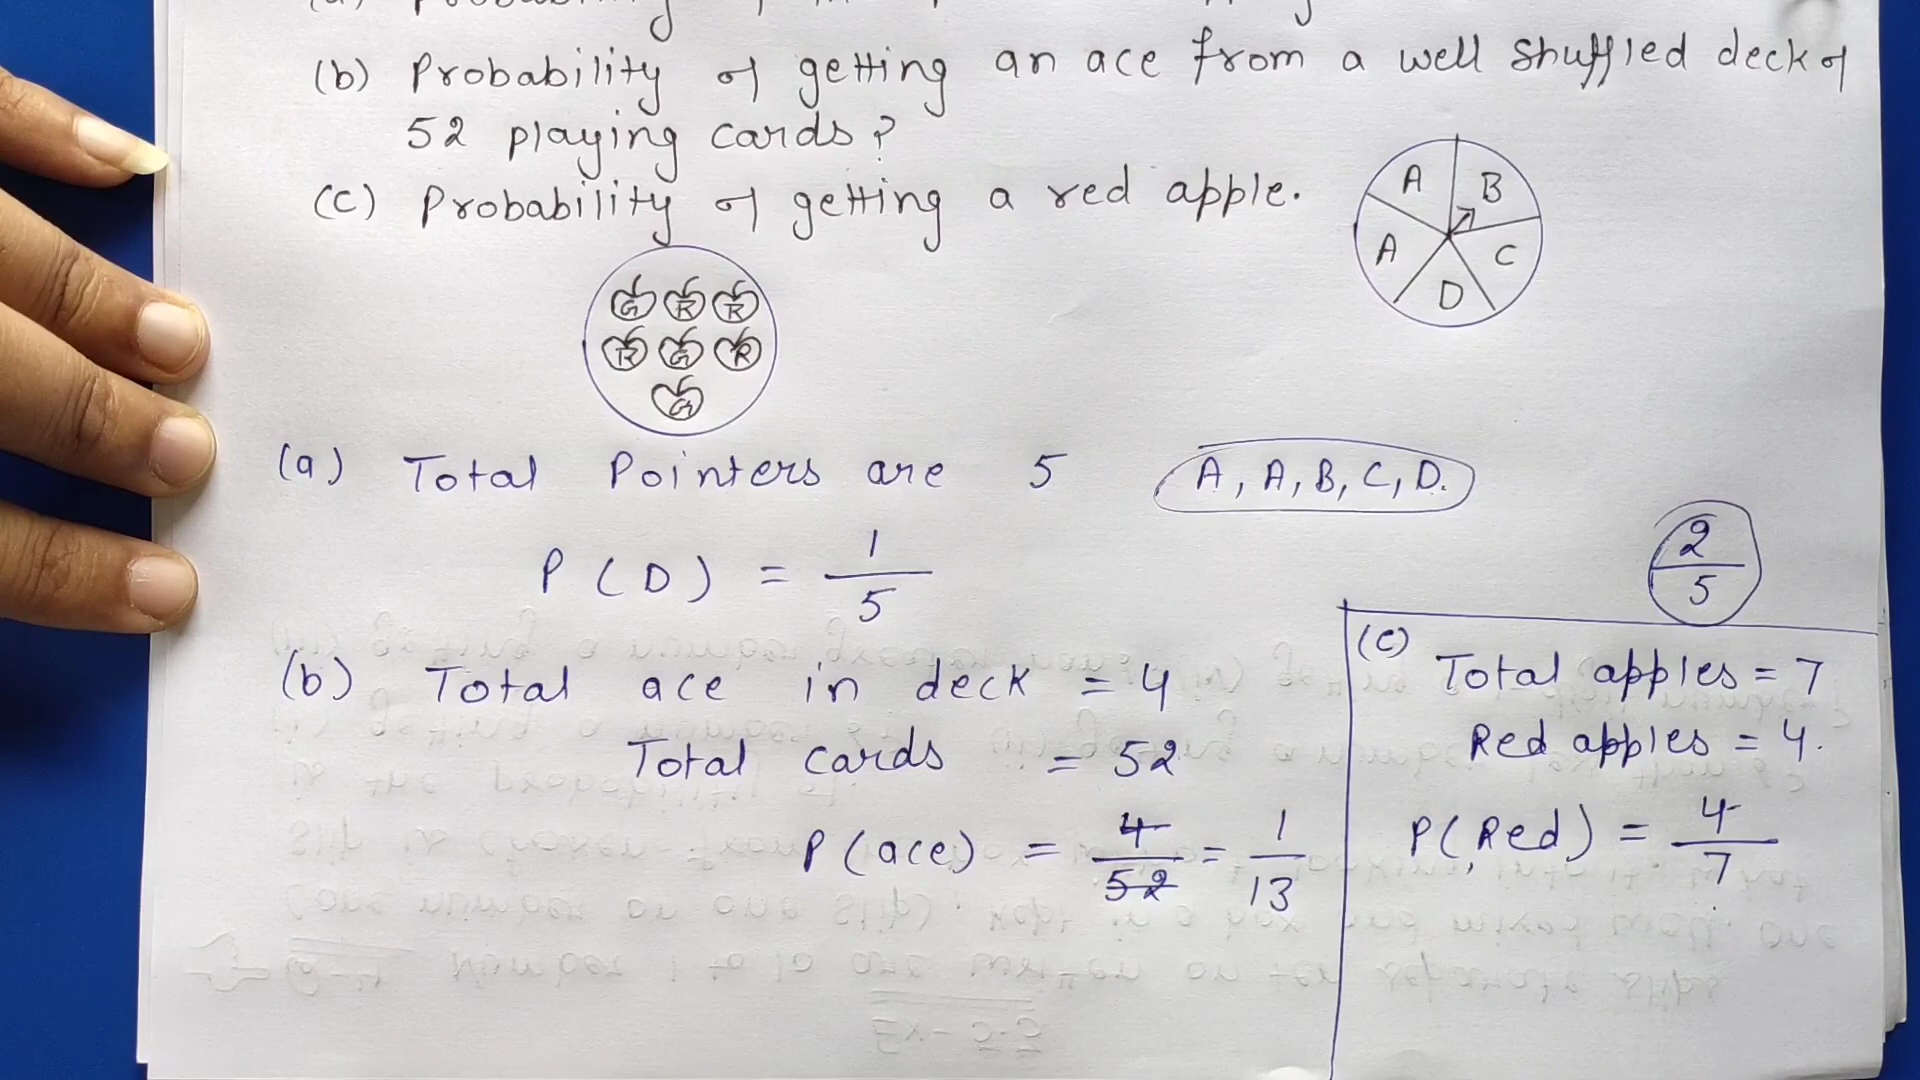 (b) Probability of getting an ace from a well shuffled deck of
52 playing cards?
(c) Probability of getting a red apple.
A B
A C
D
G R R
R G R
G
(a) Total Pointers are 5 A, A, B, C, D.
P(D) = 1/5
2/5
(b) Total ace in deck = 4
Total cards = 52
P(ace) = 4/52 = 1/13
(c)
Total apples = 7
Red apples = 4.
P(Red) = 4/7